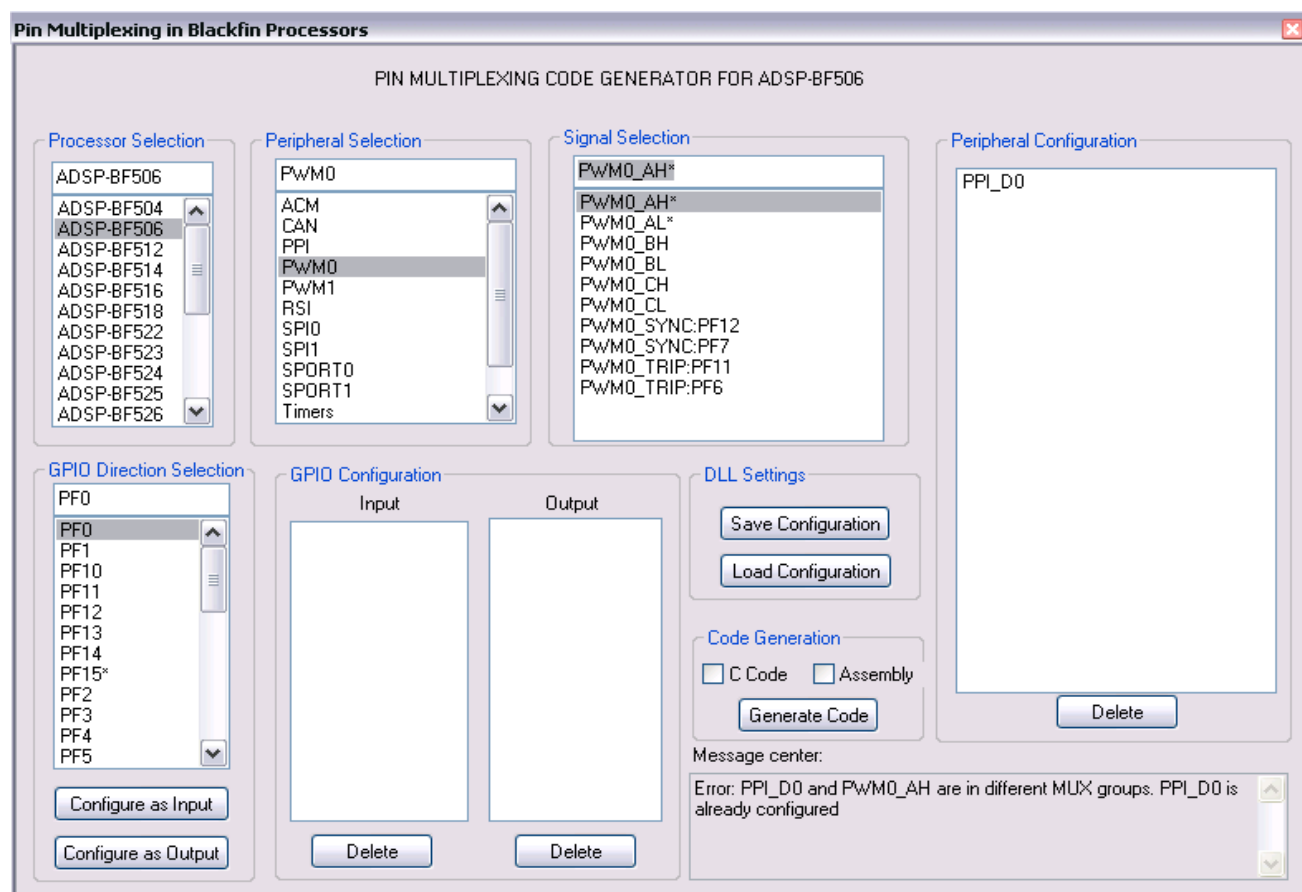 Pin Multiplexing in Blackfin Processors
PIN MULTIPLEXING CODE GENERATOR FOR ADSP-BF506
Processor Selection
ADSP-BF506
ADSP-BF504
ADSP-BF506
ADSP-BF512
ADSP-BF514
ADSP-BF516
ADSP-BF518
ADSP-BF522
ADSP-BF523
ADSP-BF524
ADSP-BF525
ADSP-BF526
Peripheral Selection
PWM0
ACM
CAN
PPI
PWM0
PWM1
RSI
SPI0
SPI1
SPORT0
SPORT1
Timers
Signal Selection
PWM0_AH*
PWM0_AH*
PWM0_AL*
PWM0_BH
PWM0_BL
PWM0_CH
PWM0_CL
PWM0_SYNC:PF12
PWM0_SYNC:PF7
PWM0_TRIP:PF11
PWM0_TRIP:PF6
Peripheral Configuration
PPI_D0
Delete
GPIO Direction Selection
PF0
PF0
PF1
PF10
PF11
PF12
PF13
PF14
PF15*
PF2
PF3
PF4
PF5
Configure as Input
Configure as Output
GPIO Configuration
Input
Output
Delete
Delete
DLL Settings
Save Configuration
Load Configuration
Code Generation
C Code
Assembly
Generate Code
Message center:
Error: PPI_D0 and PWM0_AH are in different MUX groups. PPI_D0 is
already configured